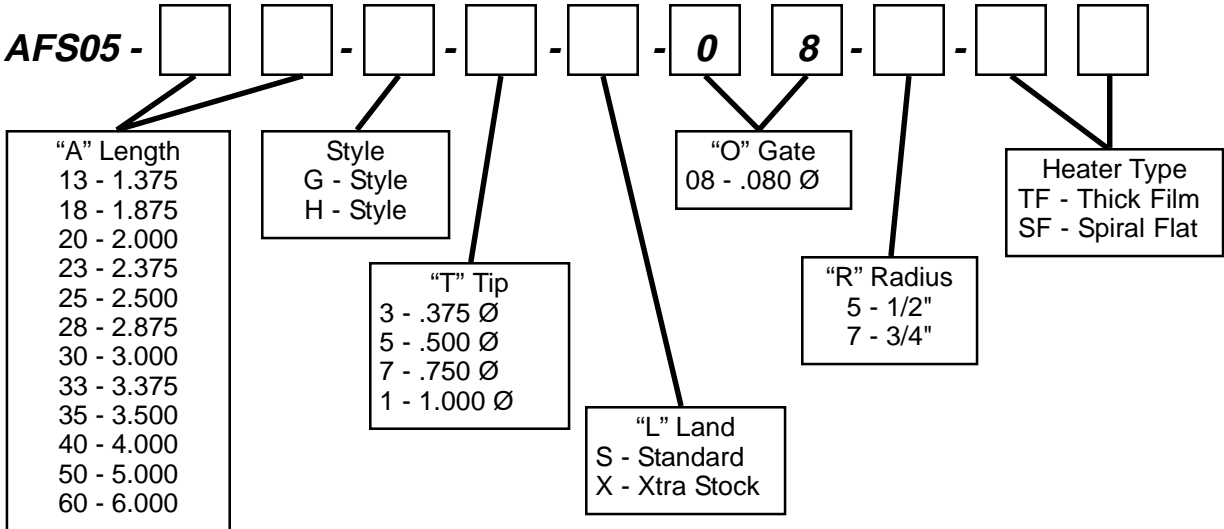 AFS05 - - - - - 0 8 - -
“A” Length
13 - 1.375
18 - 1.875
20 - 2.000
23 - 2.375
25 - 2.500
28 - 2.875
30 - 3.000
33 - 3.375
35 - 3.500
40 - 4.000
50 - 5.000
60 - 6.000
Style
G - Style
H - Style
“T” Tip
3 - .375 Ø
5 - .500 Ø
7 - .750 Ø
1 - 1.000 Ø
“L” Land
S - Standard
X - Xtra Stock
“O” Gate
08 - .080 Ø
“R” Radius
5 - 1/2"
7 - 3/4"
Heater Type
TF - Thick Film
SF - Spiral Flat